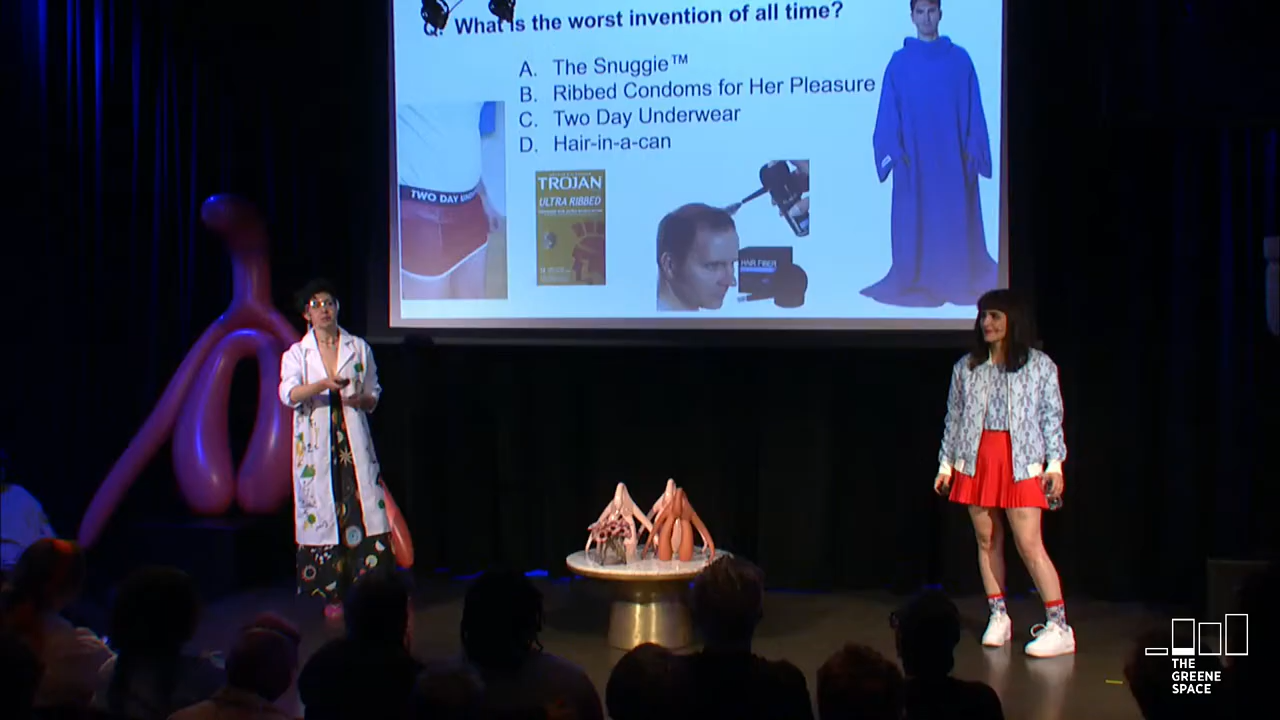 Q. What is the worst invention of all time?
A. The Snuggie™
B. Ribbed Condoms for Her Pleasure
C. Two Day Underwear
D. Hair-in-a-can
TWO DAY UND
TROJAN
ULTRA RIBBED
HAIR FIBER
THE
GREENE
SPACE